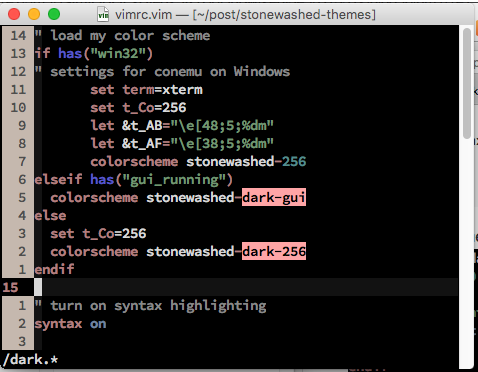 vimrc.vim — [~/post/stonewashed-themes]
14 " load my color scheme
13 if has("win32")
12 " settings for conemu on Windows
11 set term=xterm
10 set t_Co=256
9 let &t_AB="\e[48;5;%dm"
8 let &t_AF="\e[38;5;%dm"
7 colorscheme stonewashed-256
6 elseif has("gui_running")
5 colorscheme stonewashed-dark-gui
4 else
3 set t_Co=256
2 colorscheme stonewashed-dark-256
1 endif
15
1 " turn on syntax highlighting
2 syntax on
3
/dark.*